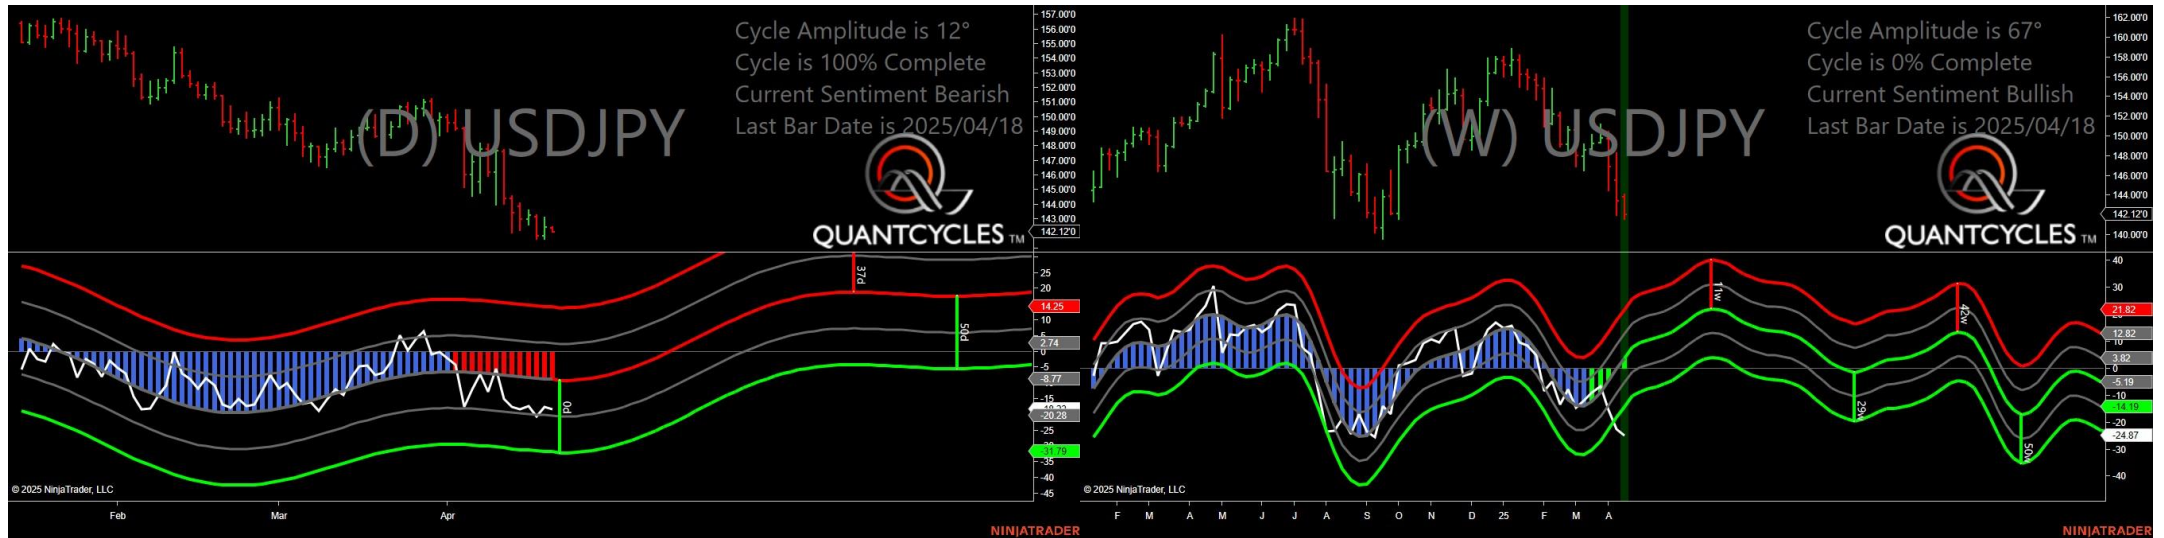 Cycle Amplitude is 12°
Cycle is 100% Complete
Current Sentiment Bearish
Last Bar Date is 2025/04/18
(D) USDJPY
QUANTCYCLES TM
157.00'0
156.00'0
155.00'0
154.00'0
153.00'0
152.00'0
151.00'0
150.00'0
149.00'0
148.00'0
147.00'0
146.00'0
145.00'0
144.00'0
143.00'0
142.12'0
37d
50d
0d
25
20
14.25
10
2.74
0
-5
-8.77
-15
-20.28
-25
-31.79
-35
-40
-45
© 2025 NinjaTrader, LLC
Feb Mar Apr
NINJATRADER
Cycle Amplitude is 67°
Cycle is 0% Complete
Current Sentiment Bullish
Last Bar Date is 2025/04/18
(W) USDJPY
QUANTCYCLES TM
162.00'0
160.00'0
158.00'0
156.00'0
154.00'0
152.00'0
150.00'0
148.00'0
146.00'0
144.00'0
142.12'0
140.00'0
11w
42w
29w
50w
40
30
21.82
12.82
10
3.82
0
-5.19
-10
-14.19
-20
-24.87
-30
-40
© 2025 NinjaTrader, LLC
F M A M J J A S O N D 25 F M A
NINJATRADER